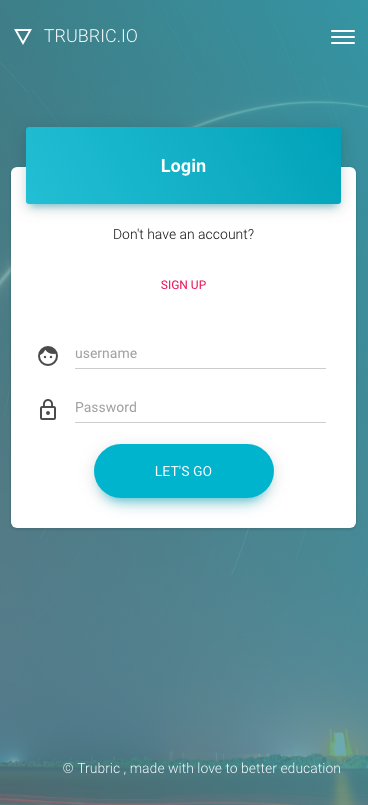 TRUBRIC.IO
Login
Don't have an account?
SIGN UP
username
Password
LET'S GO
© Trubric , made with love to better education